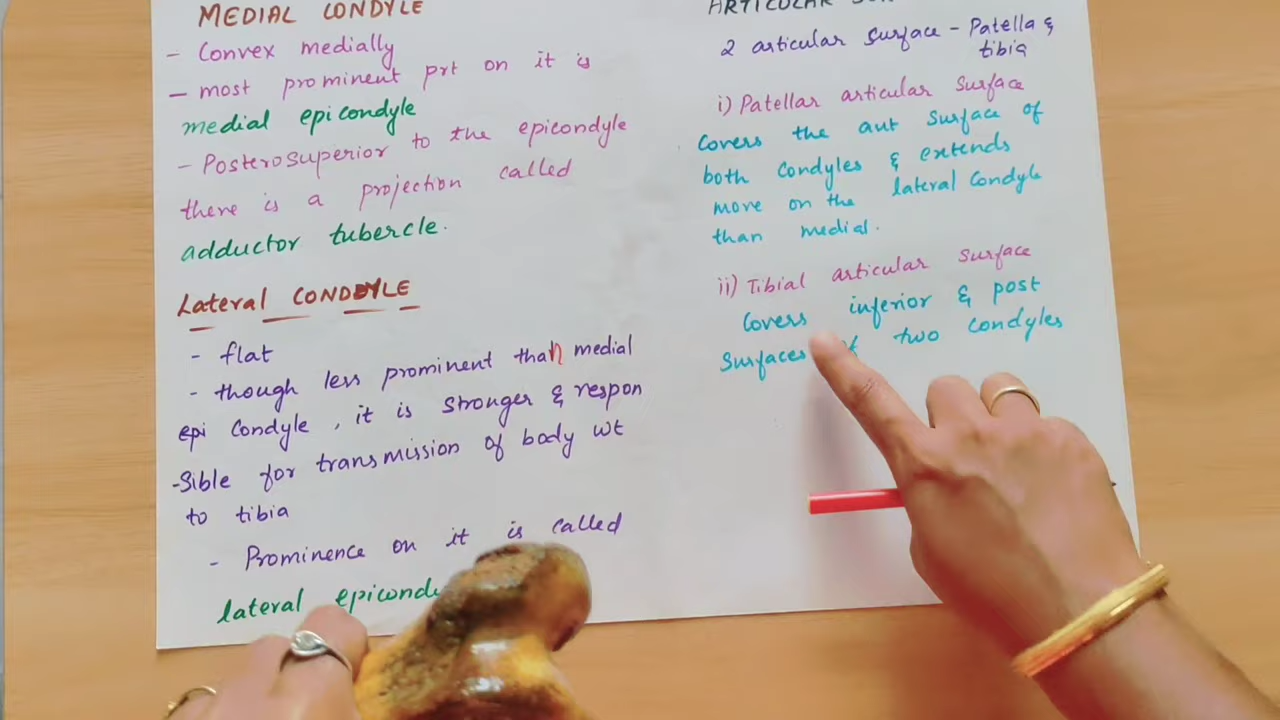 MEDIAL CONDYLE
- Convex medially
- most prominent prt on it is
medial epicondyle
- Posterosuperior to the epicondyle
there is a projection called
adductor tubercle.
Lateral CONDYLE
- flat
- though less prominent than medial
epi condyle, it is stronger & respon
-sible for transmission of body wt
to tibia
- Prominence on it is called
lateral
ARTICULAR
2 articular surface - Patella &
tibia
i) Patellar articular Surface
Covers the ant Surface of
both Condyles & extends
more on the lateral Condyle
than medial.
ii) Tibial articular surface
Covers inferior & post
Surfaces of two condyles